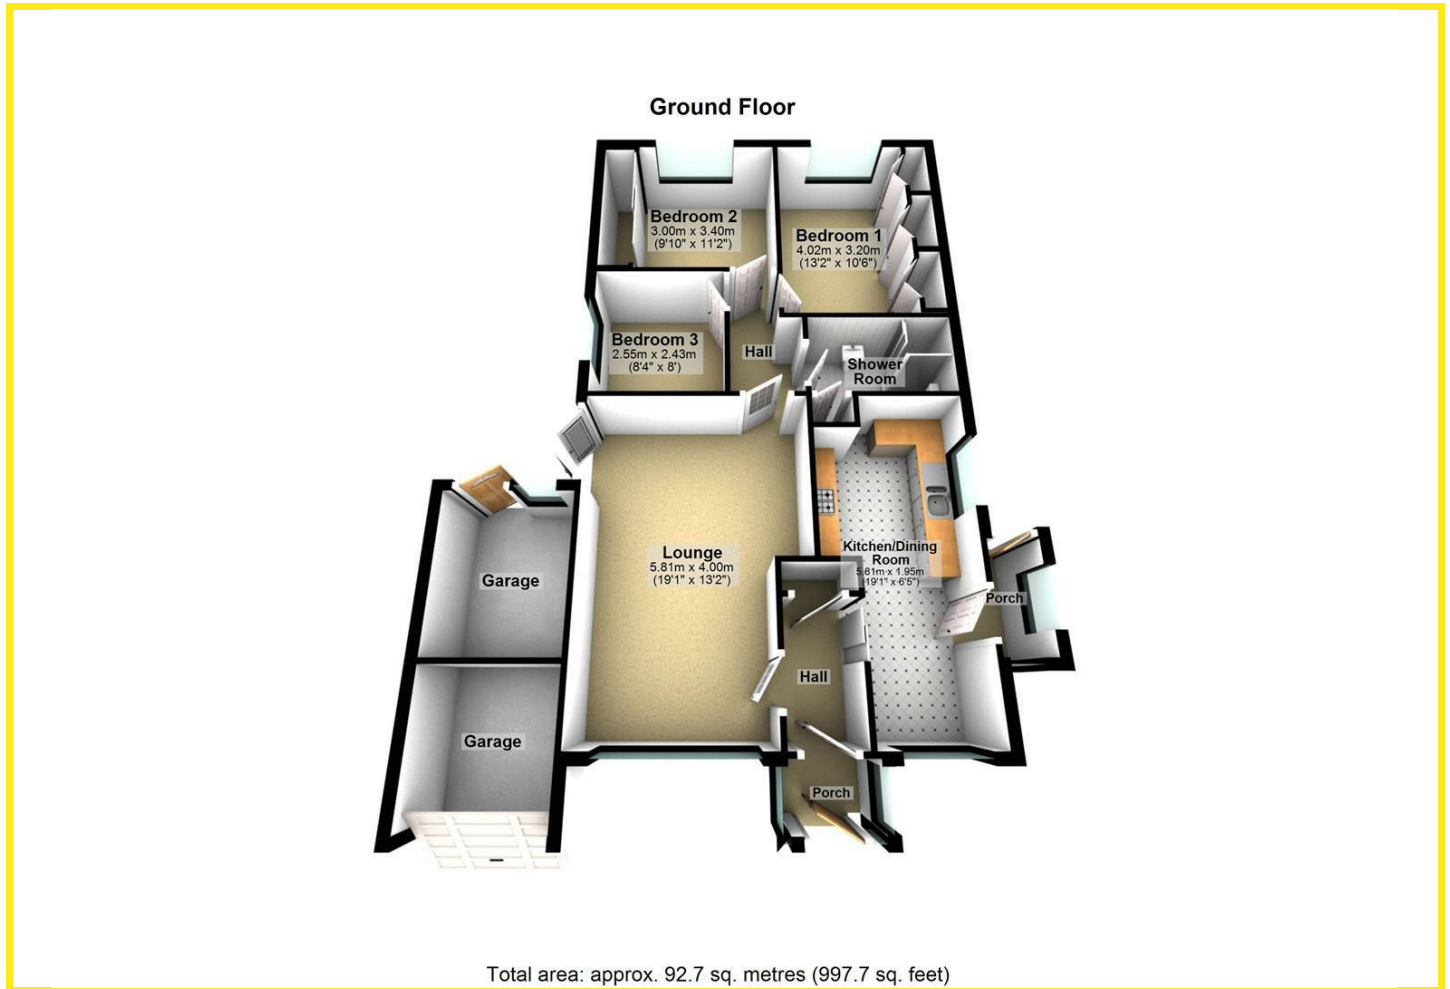 Ground Floor
Bedroom 2
3.00m x 3.40m
(9'10" x 11'2")
Bedroom 1
4.02m x 3.20m
(13'2" x 10'6")
Bedroom 3
2.55m x 2.43m
(8'4" x 8')
Hall
Shower
Room
Lounge
5.81m x 4.00m
(19'1" x 13'2")
Kitchen/Dining
Room
5.81m x 1.95m
(19'1" x 6'5")
Garage
Porch
Hall
Garage
Porch
Total area: approx. 92.7 sq. metres (997.7 sq. feet)